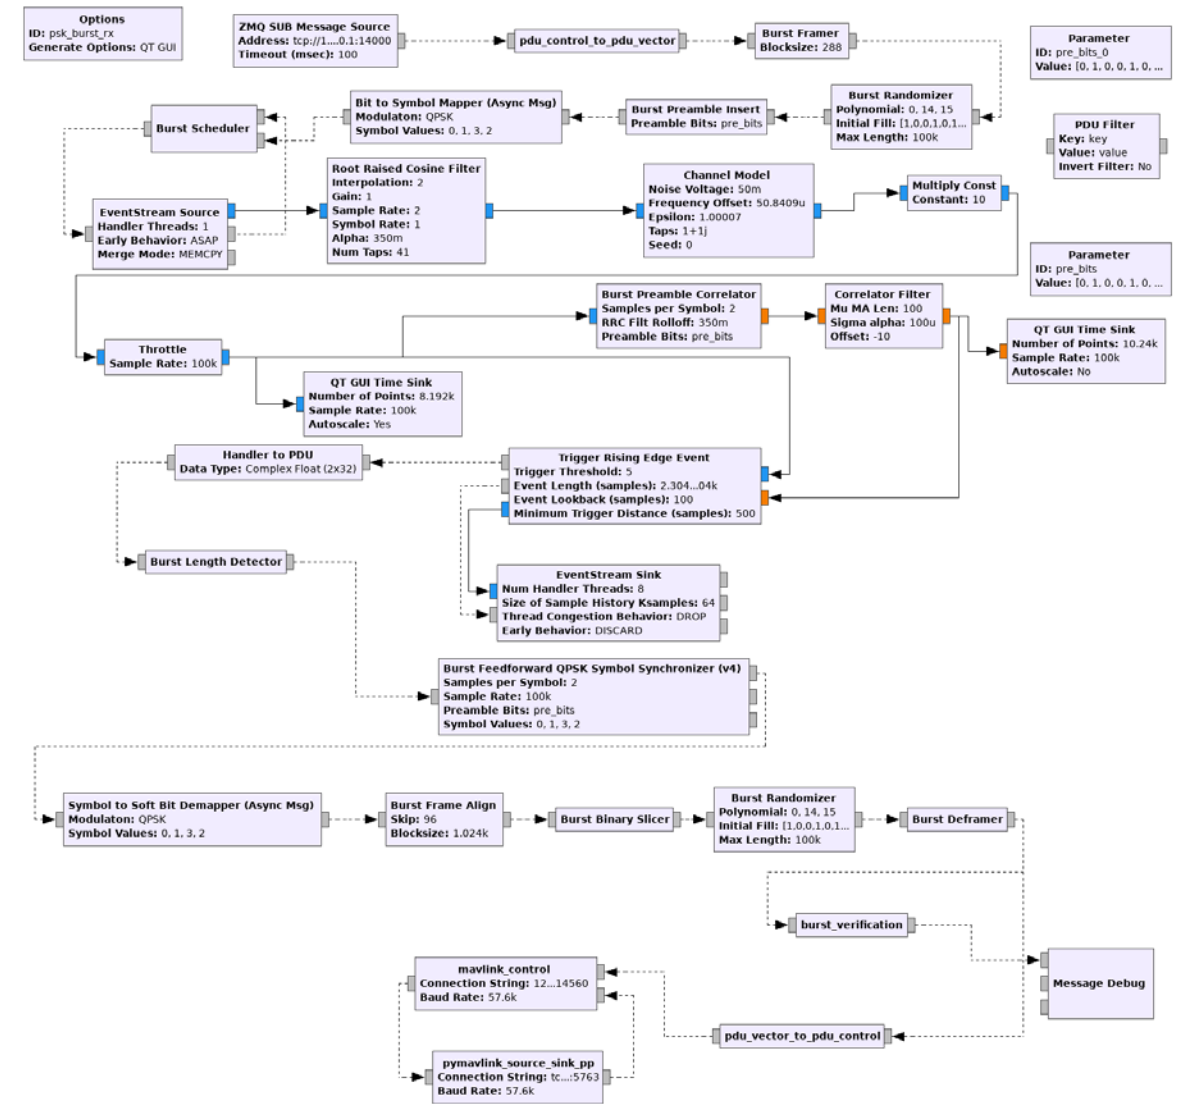 Options
ID: psk_burst_rx
Generate Options: QT GUI
ZMQ SUB Message Source
Address: tcp://1....0.1:14000
Timeout (msec): 100
pdu_control_to_pdu_vector
Burst Framer
Blocksize: 288
Parameter
ID: pre_bits_0
Value: [0, 1, 0, 0, 1, 0, ...
Burst Scheduler
Bit to Symbol Mapper (Async Msg)
Modulaton: QPSK
Symbol Values: 0, 1, 3, 2
Burst Preamble Insert
Preamble Bits: pre_bits
Burst Randomizer
Polynomial: 0, 14, 15
Initial Fill: [1,0,0,1,0,1...
Max Length: 100k
PDU Filter
Key: key
Value: value
Invert Filter: No
EventStream Source
Handler Threads: 1
Early Behavior: ASAP
Merge Mode: MEMCPY
Root Raised Cosine Filter
Interpolation: 2
Gain: 1
Sample Rate: 2
Symbol Rate: 1
Alpha: 350m
Num Taps: 41
Channel Model
Noise Voltage: 50m
Frequency Offset: 50.8409u
Epsilon: 1.00007
Taps: 1+1j
Seed: 0
Multiply Const
Constant: 10
Parameter
ID: pre_bits
Value: [0, 1, 0, 0, 1, 0, ...
Throttle
Sample Rate: 100k
Burst Preamble Correlator
Samples per Symbol: 2
RRC Filt Rolloff: 350m
Preamble Bits: pre_bits
Correlator Filter
Mu MA Len: 100
Sigma alpha: 100u
Offset: -10
QT GUI Time Sink
Number of Points: 10.24k
Sample Rate: 100k
Autoscale: No
QT GUI Time Sink
Number of Points: 8.192k
Sample Rate: 100k
Autoscale: Yes
Handler to PDU
Data Type: Complex Float (2x32)
Trigger Rising Edge Event
Trigger Threshold: 5
Event Length (samples): 2.304...04k
Event Lookback (samples): 100
Minimum Trigger Distance (samples): 500
Burst Length Detector
EventStream Sink
Num Handler Threads: 8
Size of Sample History Ksamples: 64
Thread Congestion Behavior: DROP
Early Behavior: DISCARD
Burst Feedforward QPSK Symbol Synchronizer (v4)
Samples per Symbol: 2
Sample Rate: 100k
Preamble Bits: pre_bits
Symbol Values: 0, 1, 3, 2
Symbol to Soft Bit Demapper (Async Msg)
Modulaton: QPSK
Symbol Values: 0, 1, 3, 2
Burst Frame Align
Skip: 96
Blocksize: 1.024k
Burst Binary Slicer
Burst Randomizer
Polynomial: 0, 14, 15
Initial Fill: [1,0,0,1,0,1...
Max Length: 100k
Burst Deframer
burst_verification
Message Debug
mavlink_control
Connection String: 12...14560
Baud Rate: 57.6k
pdu_vector_to_pdu_control
pymavlink_source_sink_pp
Connection String: tc...:5763
Baud Rate: 57.6k